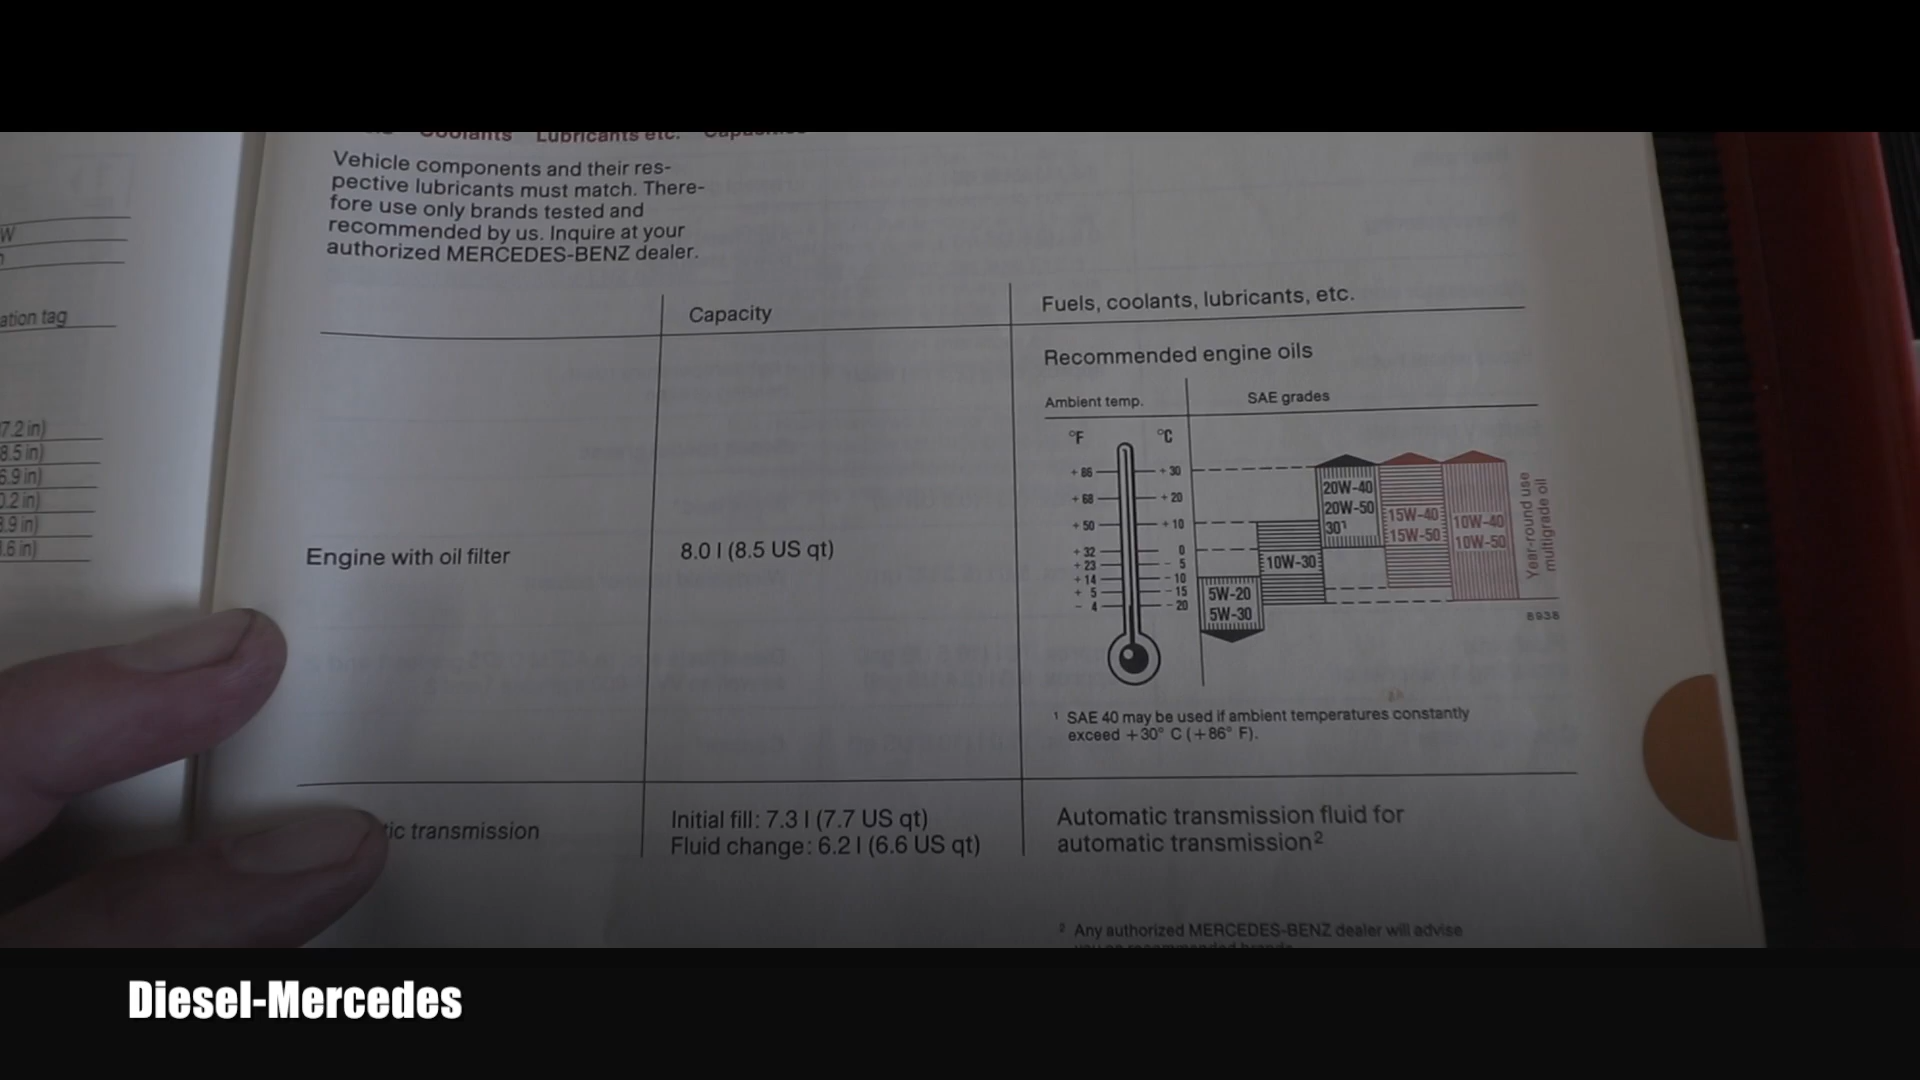 Coolants Lubricants etc. Capacities
Vehicle components and their res-
pective lubricants must match. There-
fore use only brands tested and
recommended by us. Inquire at your
authorized MERCEDES-BENZ dealer.
W
ation tag
7.2 in)
8.5 in)
6.9 in)
0.2 in)
3.9 in)
.6 in)
Capacity
Fuels, coolants, lubricants, etc.
Engine with oil filter
8.0 l (8.5 US qt)
Recommended engine oils
Ambient temp.
SAE grades
°F
°C
+ 86
+ 30
+ 68
+ 20
+ 50
+ 10
+ 32
0
+ 23
- 5
+ 14
- 10
+ 5
- 15
- 4
- 20
5W-20
5W-30
10W-30
20W-40
20W-50
30¹
15W-40
15W-50
10W-40
10W-50
Year-round use
multigrade oil
8938
¹ SAE 40 may be used if ambient temperatures constantly
exceed +30° C (+86° F).
tic transmission
Initial fill: 7.3 l (7.7 US qt)
Fluid change: 6.2 l (6.6 US qt)
Automatic transmission fluid for
automatic transmission²
² Any authorized MERCEDES-BENZ dealer will advise
Diesel-Mercedes